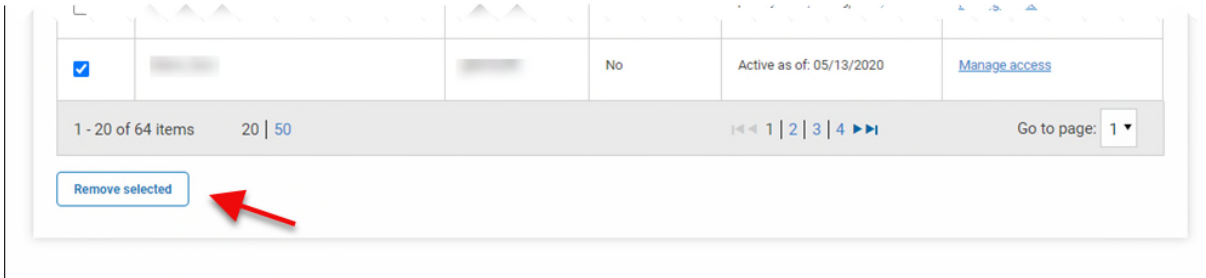 No Active as of: 05/13/2020 Manage access
1 - 20 of 64 items 20 | 50 1 | 2 | 3 | 4 Go to page: 1
Remove selected